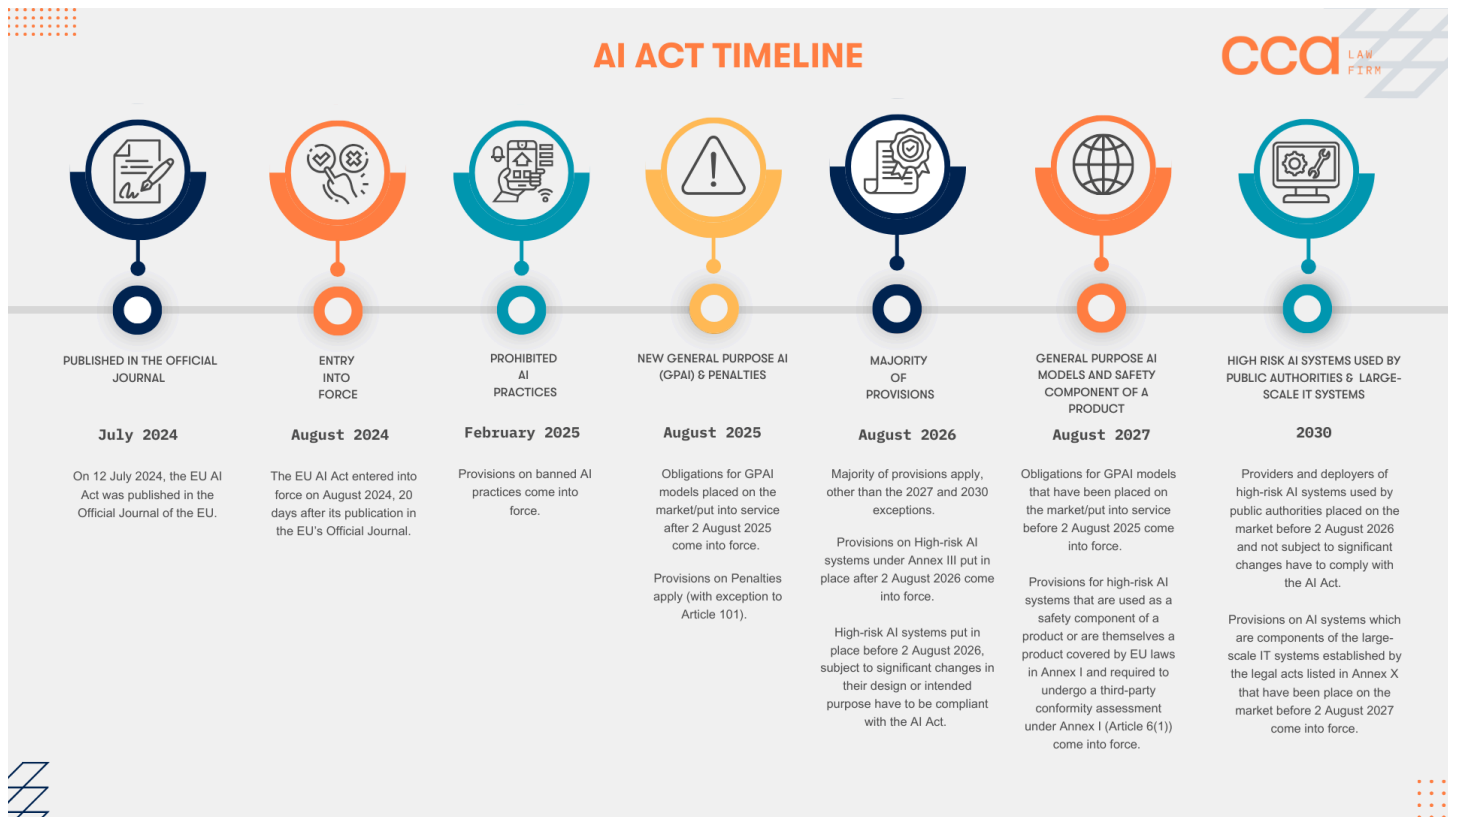 AI ACT TIMELINE
cca LAW
FIRM
PUBLISHED IN THE OFFICIAL
JOURNAL
July 2024
On 12 July 2024, the EU AI
Act was published in the
Official Journal of the EU.
ENTRY
INTO
FORCE
August 2024
The EU AI Act entered into
force on August 2024, 20
days after its publication in
the EU's Official Journal.
PROHIBITED
AI
PRACTICES
February 2025
Provisions on banned AI
practices come into
force.
NEW GENERAL PURPOSE AI
(GPAI) & PENALTIES
August 2025
Obligations for GPAI
models placed on the
market/put into service
after 2 August 2025
come into force.
Provisions on Penalties
apply (with exception to
Article 101).
MAJORITY
OF
PROVISIONS
August 2026
Majority of provisions apply,
other than the 2027 and 2030
exceptions.
Provisions on High-risk AI
systems under Annex III put in
place after 2 August 2026 come
into force.
High-risk AI systems put in
place before 2 August 2026,
subject to significant changes in
their design or intended
purpose have to be compliant
with the AI Act.
GENERAL PURPOSE AI
MODELS AND SAFETY
COMPONENT OF A
PRODUCT
August 2027
Obligations for GPAI models
that have been placed on
the market/put into service
before 2 August 2025 come
into force.
Provisions for high-risk AI
systems that are used as a
safety component of a
product or are themselves a
product covered by EU laws
in Annex I and required to
undergo a third-party
conformity assessment
under Annex I (Article 6(1))
come into force.
HIGH RISK AI SYSTEMS USED BY
PUBLIC AUTHORITIES & LARGE-
SCALE IT SYSTEMS
2030
Providers and deployers of
high-risk AI systems used by
public authorities placed on the
market before 2 August 2026
and not subject to significant
changes have to comply with
the AI Act.
Provisions on AI systems which
are components of the large-
scale IT systems established by
the legal acts listed in Annex X
that have been place on the
market before 2 August 2027
come into force.